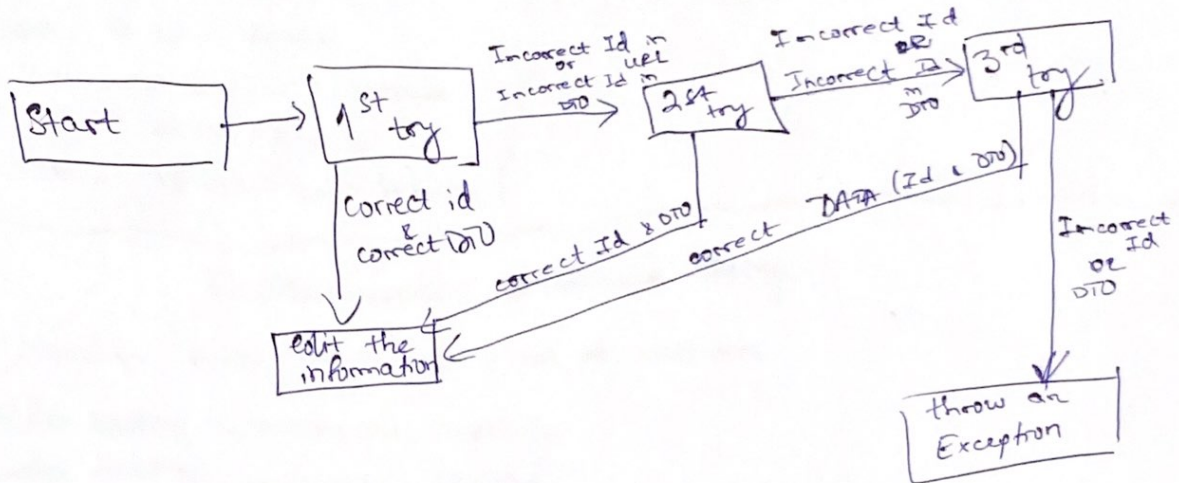 Start
1st
try
Incorrect Id in
or URL
Incorrect Id in
DTO
2st
try
Incorrect Id
OR
Incorrect Id
in
DTO
3rd
try
correct id
&
correct DTO
correct Id & DTO
correct DATA (Id & DTO)
Incorrect
Id
OR
DTO
edit the
information
throw an
Exception